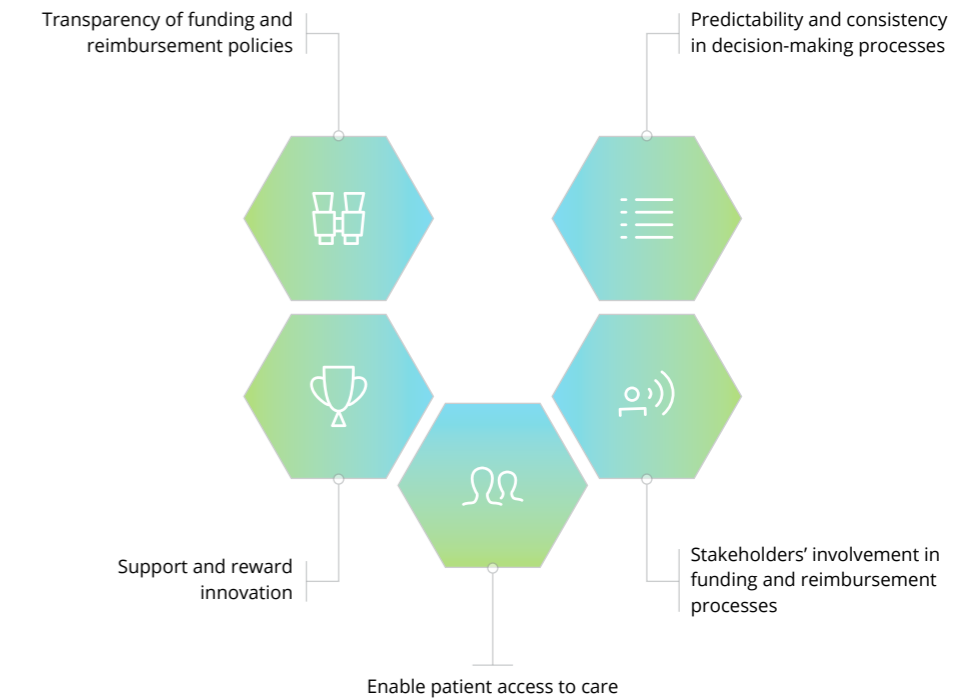 Transparency of funding and
reimbursement policies
Predictability and consistency
in decision-making processes
Support and reward
innovation
Stakeholders’ involvement in
funding and reimbursement
processes
Enable patient access to care